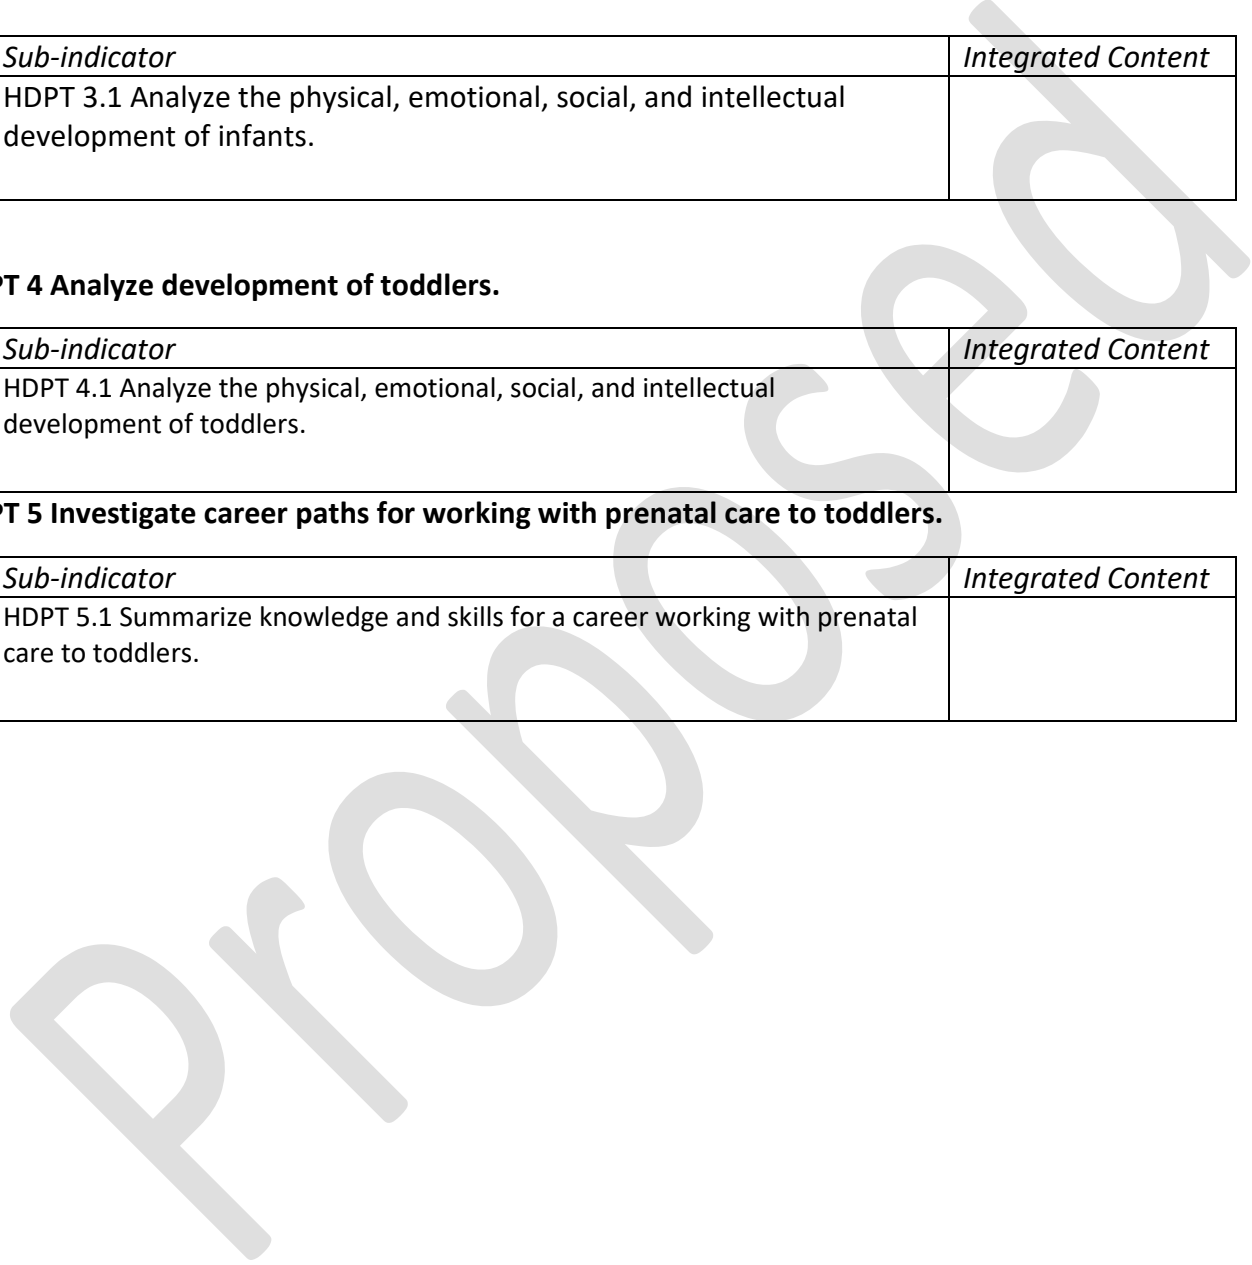 Sub-indicator Integrated Content
HDPT 3.1 Analyze the physical, emotional, social, and intellectual
development of infants.
PT 4 Analyze development of toddlers.
Sub-indicator Integrated Content
HDPT 4.1 Analyze the physical, emotional, social, and intellectual
development of toddlers.
PT 5 Investigate career paths for working with prenatal care to toddlers.
Sub-indicator Integrated Content
HDPT 5.1 Summarize knowledge and skills for a career working with prenatal
care to toddlers.
Proposed